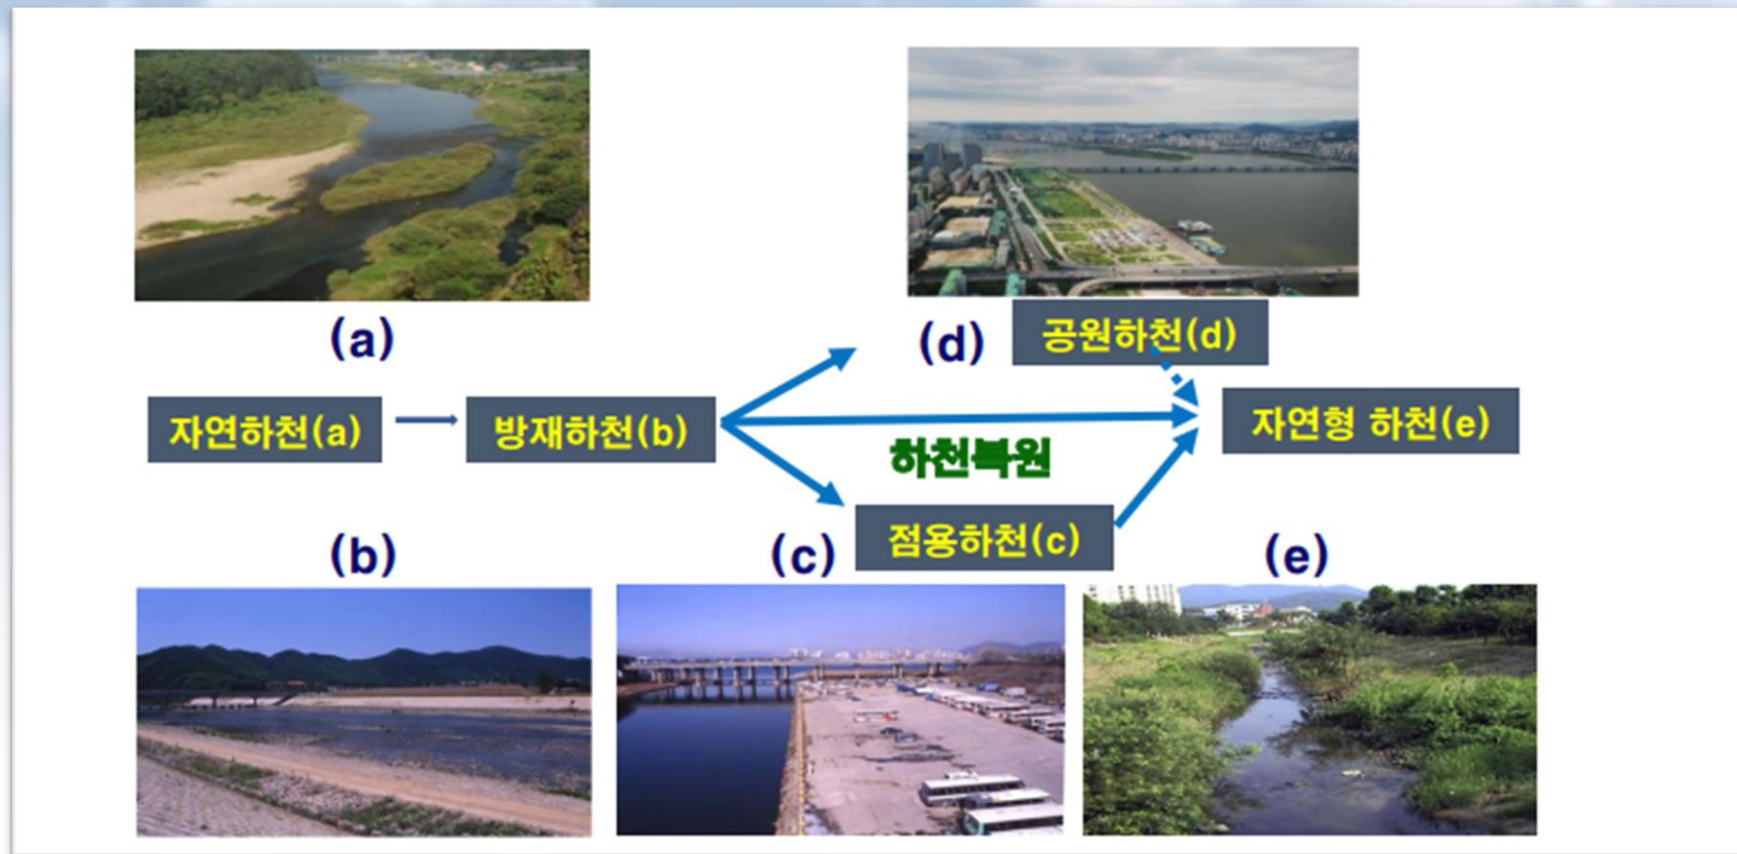 (a)
(d)
공원하천(d)
자연하천(a)
방재하천(b)
자연형 하천(e)
하천복원
점용하천(c)
(b)
(c)
(e)